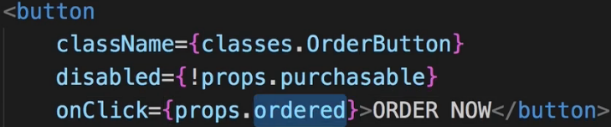 <button
className={classes.OrderButton}
disabled={!props.purchasable}
onClick={props.ordered}>ORDER NOW</button>